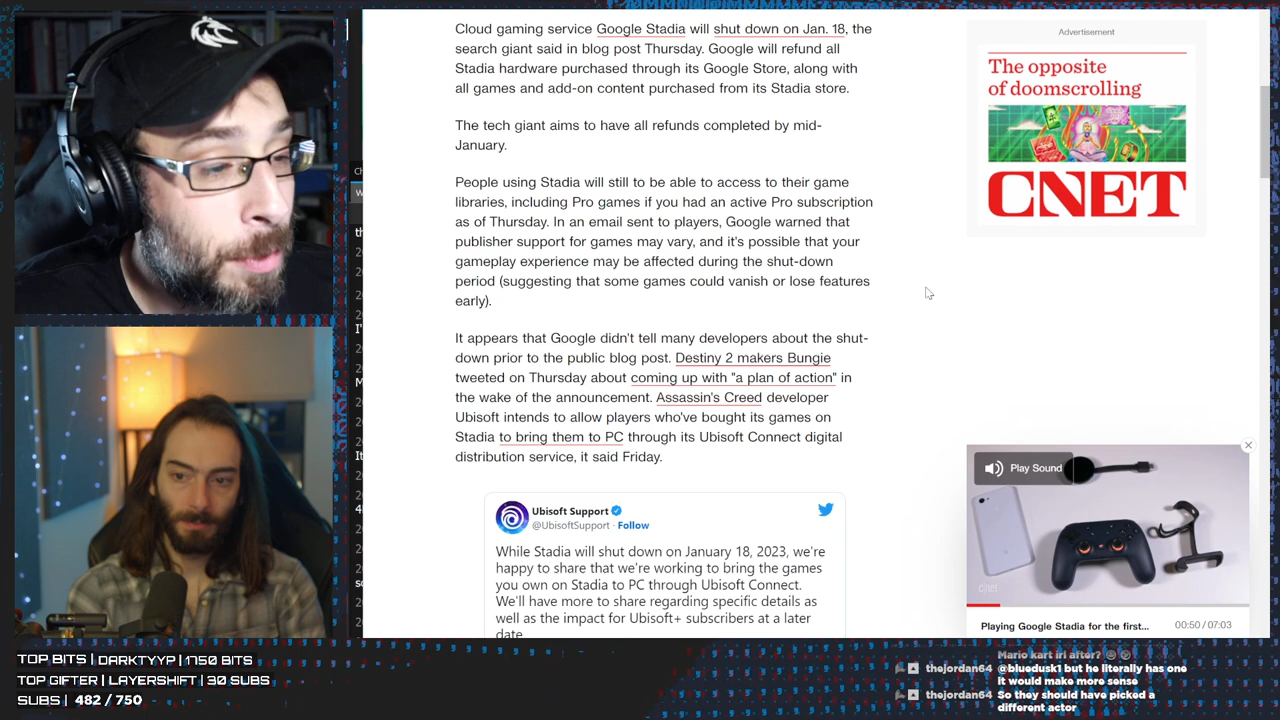 Cloud gaming service Google Stadia will shut down on Jan. 18, the
search giant said in blog post Thursday. Google will refund all
Stadia hardware purchased through its Google Store, along with
all games and add-on content purchased from its Stadia store.
The tech giant aims to have all refunds completed by mid-
January.
People using Stadia will still to be able to access to their game
libraries, including Pro games if you had an active Pro subscription
as of Thursday. In an email sent to players, Google warned that
publisher support for games may vary, and it's possible that your
gameplay experience may be affected during the shut-down
period (suggesting that some games could vanish or lose features
early).
It appears that Google didn't tell many developers about the shut-
down prior to the public blog post. Destiny 2 makers Bungie
tweeted on Thursday about coming up with "a plan of action" in
the wake of the announcement. Assassin's Creed developer
Ubisoft intends to allow players who've bought its games on
Stadia to bring them to PC through its Ubisoft Connect digital
distribution service, it said Friday.
Ubisoft Support
@UbisoftSupport · Follow
While Stadia will shut down on January 18, 2023, we're
happy to share that we're working to bring the games
you own on Stadia to PC through Ubisoft Connect.
We'll have more to share regarding specific details as
well as the impact for Ubisoft+ subscribers at a later
date.
Advertisement
The opposite
of doomscrolling
CNET
Play Sound
c|net
Playing Google Stadia for the first...
00:50 / 07:03
TOP BITS | DARKTYYP | 1750 BITS
TOP GIFTER | LAYERSHIFT | 30 SUBS
SUBS | 482 / 750
Mario kart irl after?
thejordan64 @bluedusk1 but he literally has one
it would make more sense
thejordan64 So they should have picked a
different actor